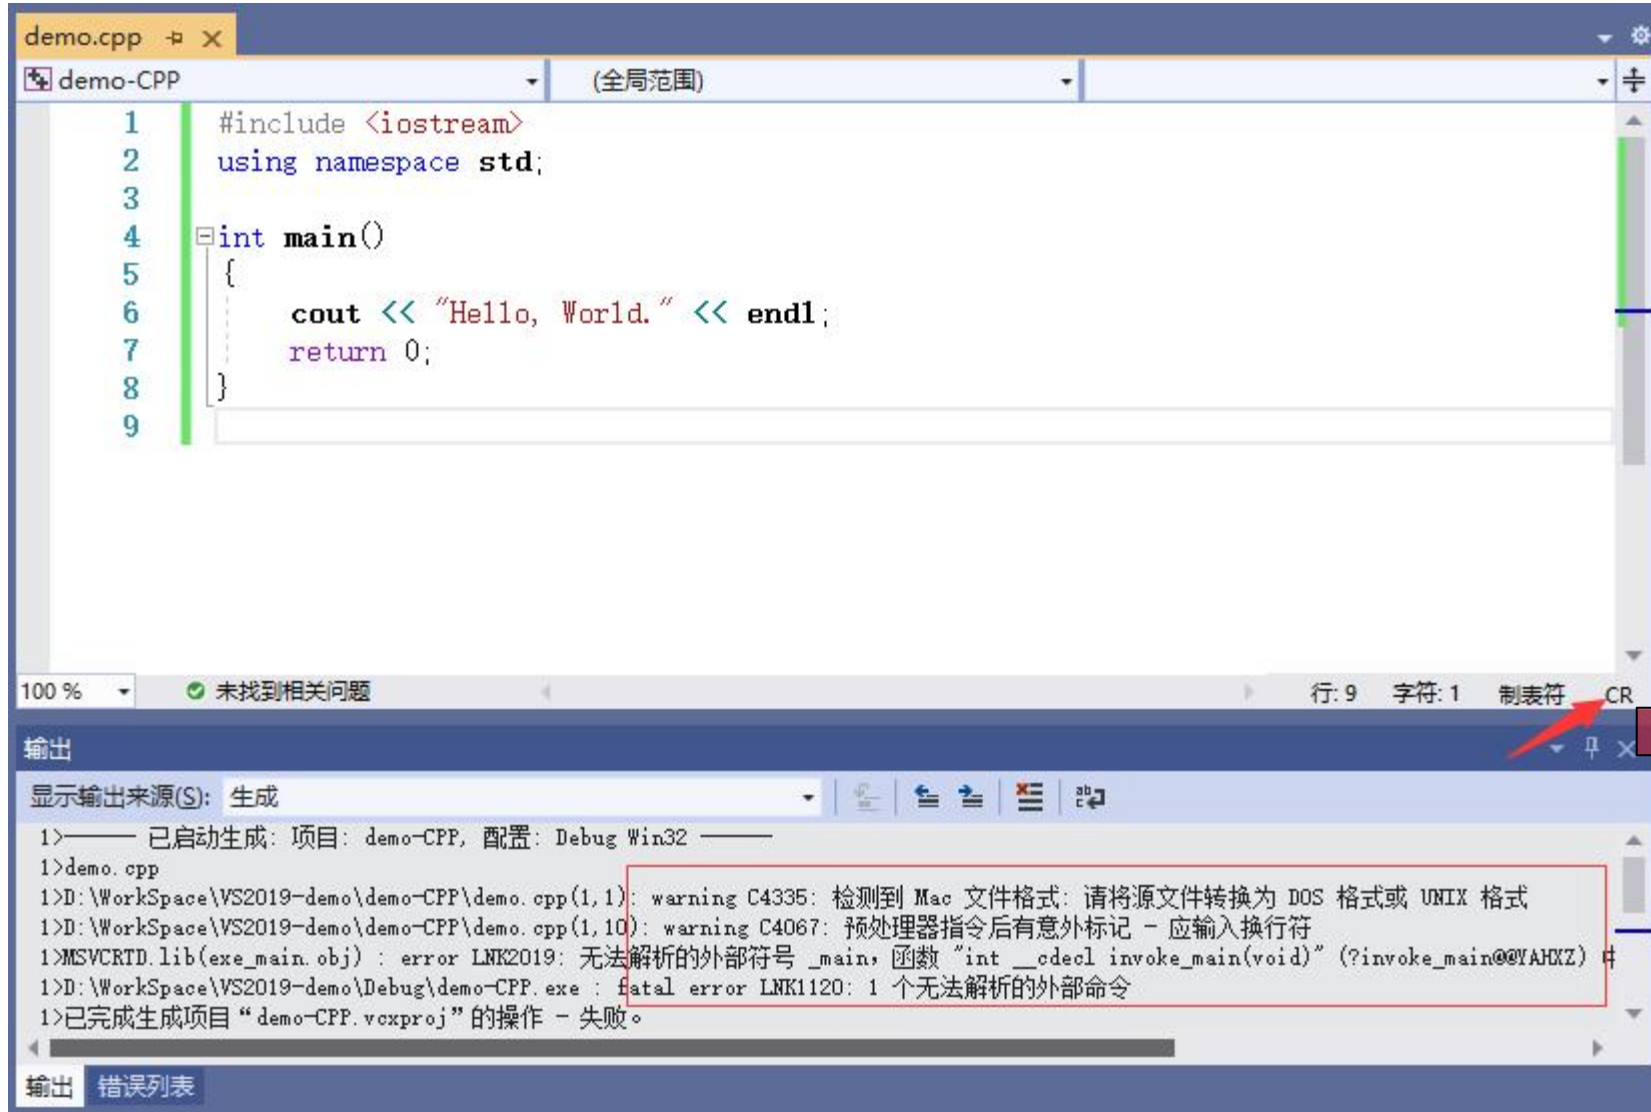 demo.cpp
demo-CPP (全局范围)
1 #include <iostream>
2 using namespace std;
3
4 int main()
5 {
6 cout << "Hello, World." << endl;
7 return 0;
8 }
9
100 % 未找到相关问题 行: 9 字符: 1 制表符 CR
输出
显示输出来源(S): 生成
1>------ 已启动生成: 项目: demo-CPP, 配置: Debug Win32 ------
1>demo.cpp
1>D:\WorkSpace\VS2019-demo\demo-CPP\demo.cpp(1,1): warning C4335: 检测到 Mac 文件格式: 请将源文件转换为 DOS 格式或 UNIX 格式
1>D:\WorkSpace\VS2019-demo\demo-CPP\demo.cpp(1,10): warning C4067: 预处理器指令后有意外标记 - 应输入换行符
1>MSVCRTD.lib(exe_main.obj) : error LNK2019: 无法解析的外部符号 _main，函数 "int __cdecl invoke_main(void)" (?invoke_main@@YAHXZ)
1>D:\WorkSpace\VS2019-demo\Debug\demo-CPP.exe : fatal error LNK1120: 1 个无法解析的外部命令
1>已完成生成项目“demo-CPP.vcxproj”的操作 - 失败。
输出 错误列表